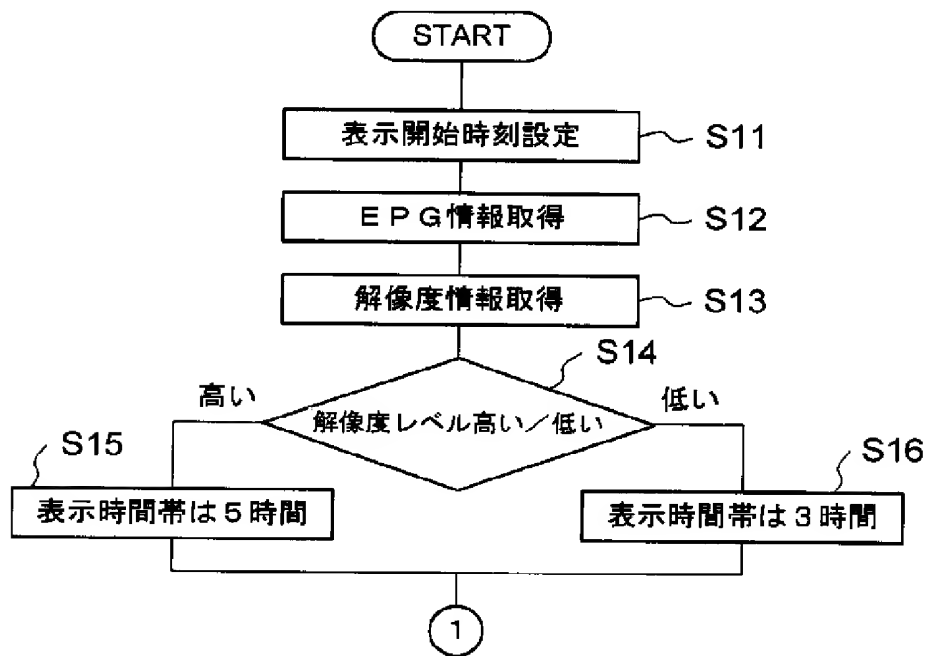 START
表示開始時刻設定
S11
ＥＰＧ情報取得
S12
解像度情報取得
S13
S14
高い
解像度レベル高い／低い
低い
S15
S16
表示時間帯は５時間
表示時間帯は３時間
1